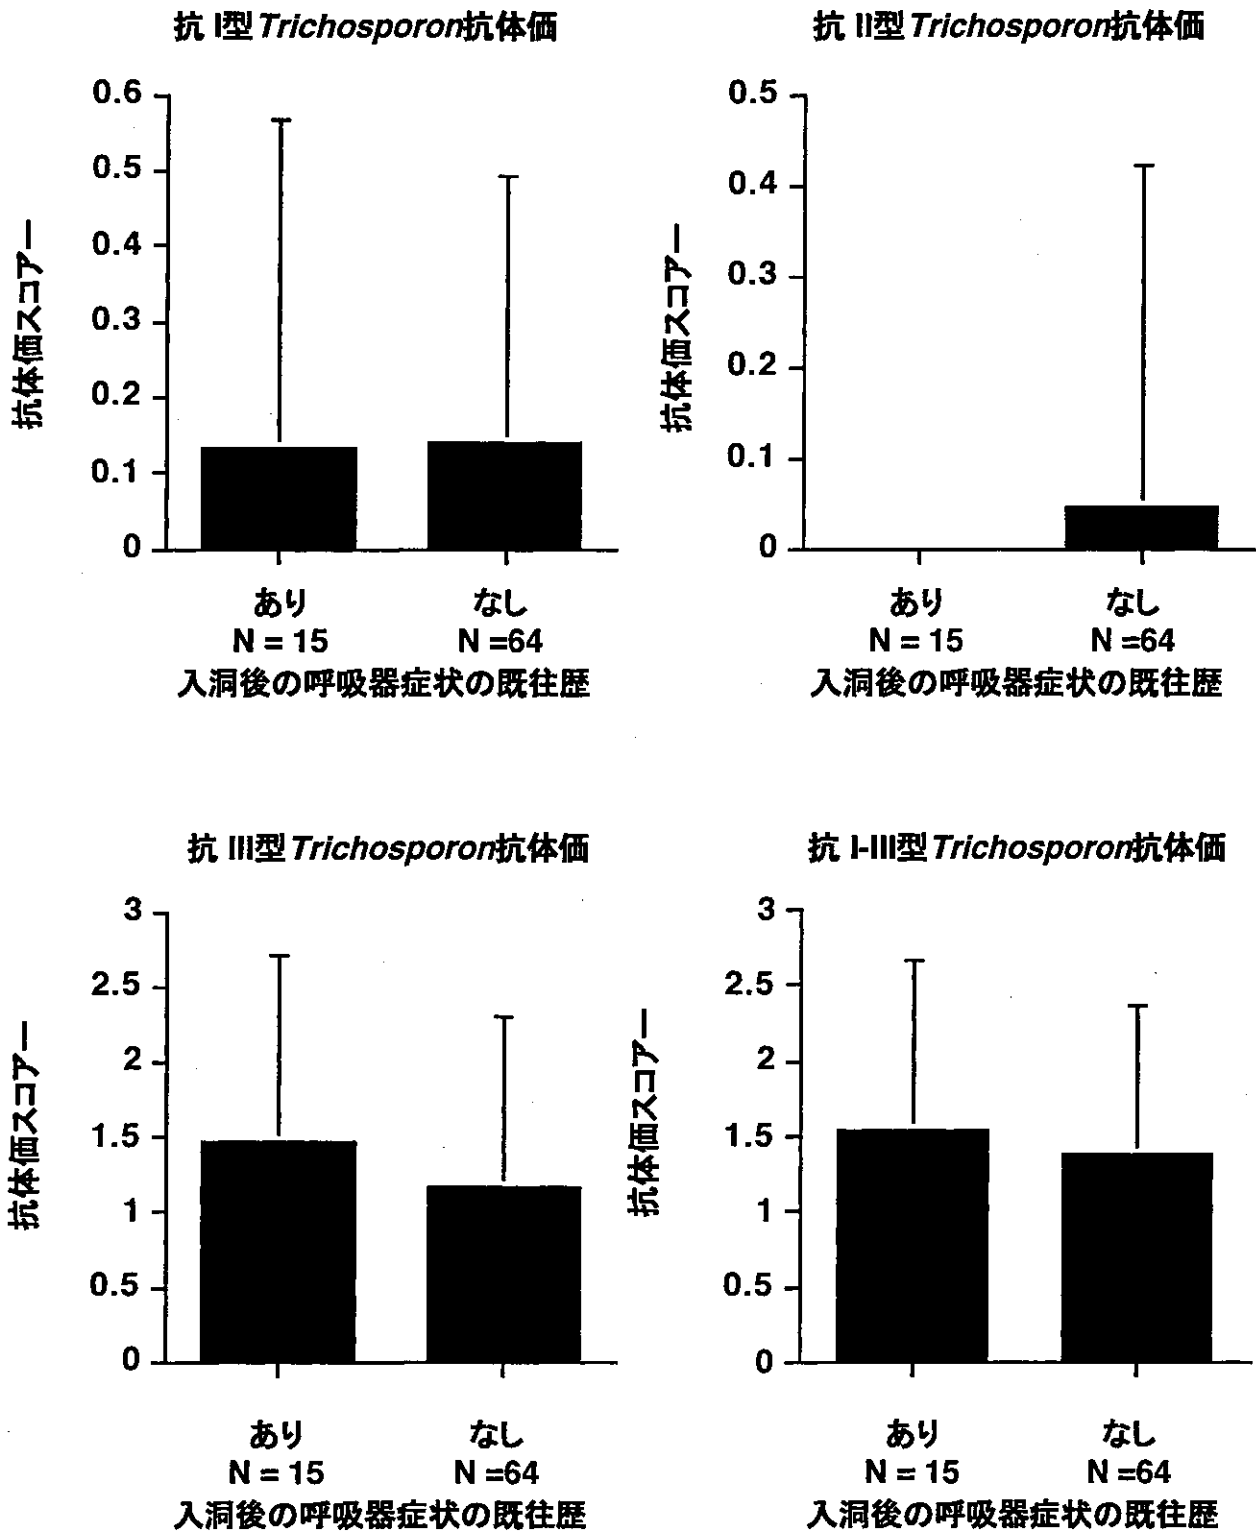 抗 I型Trichosporon抗体価
抗体価スコアー
0.6
0.5
0.4
0.3
0.2
0.1
0
あり
なし
N = 15
N =64
入洞後の呼吸器症状の既往歴
抗 II型Trichosporon抗体価
抗体価スコアー
0.5
0.4
0.3
0.2
0.1
0
あり
なし
N = 15
N =64
入洞後の呼吸器症状の既往歴
抗 III型Trichosporon抗体価
抗体価スコアー
3
2.5
2
1.5
1
0.5
0
あり
なし
N = 15
N =64
入洞後の呼吸器症状の既往歴
抗 I-III型Trichosporon抗体価
抗体価スコアー
3
2.5
2
1.5
1
0.5
0
あり
なし
N = 15
N =64
入洞後の呼吸器症状の既往歴